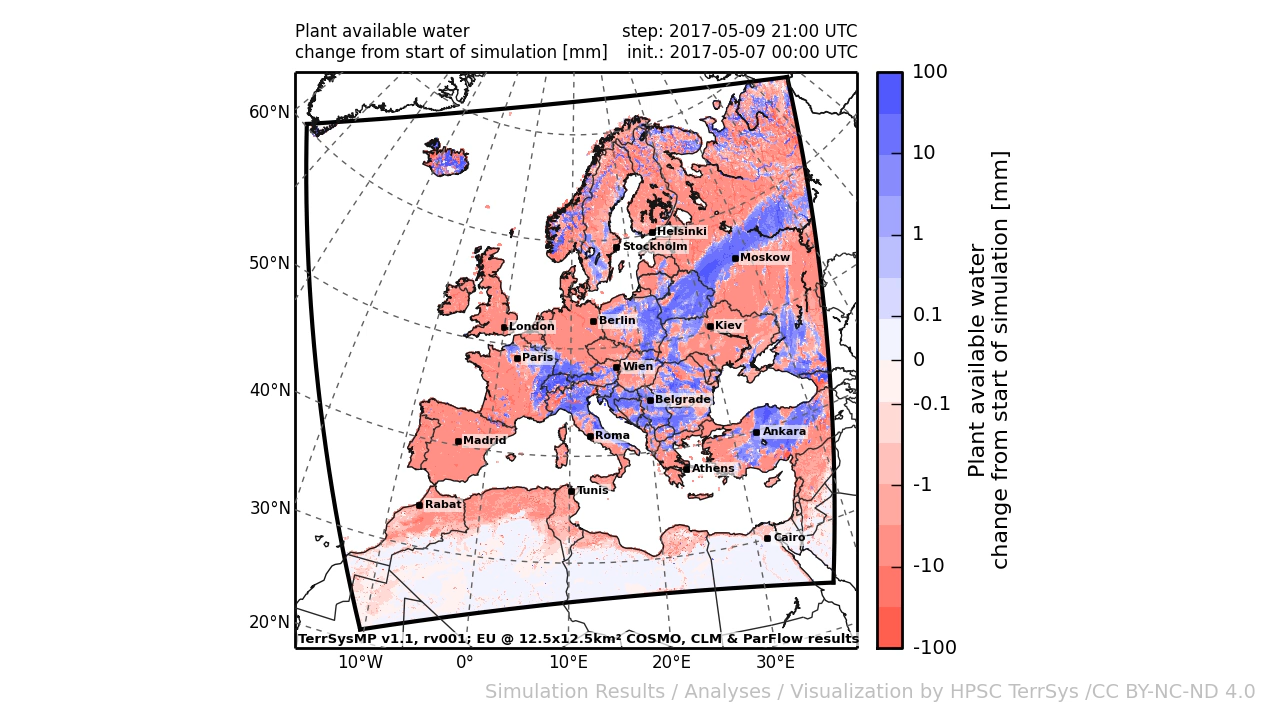 Plant available water
change from start of simulation [mm]
step: 2017-05-09 21:00 UTC
init.: 2017-05-07 00:00 UTC
60°N
50°N
40°N
30°N
20°N
Helsinki
Stockholm
Moskow
London
Berlin
Kiev
Paris
Wien
Belgrade
Madrid
Roma
Ankara
Athens
Tunis
Rabat
Cairo
TerrSysMP v1.1, rv001; EU @ 12.5x12.5km² COSMO, CLM & ParFlow results
10°W
0°
10°E
20°E
30°E
100
10
1
0.1
0
-0.1
-1
-10
-100
Plant available water
change from start of simulation [mm]
Simulation Results / Analyses / Visualization by HPSC TerrSys /CC BY-NC-ND 4.0